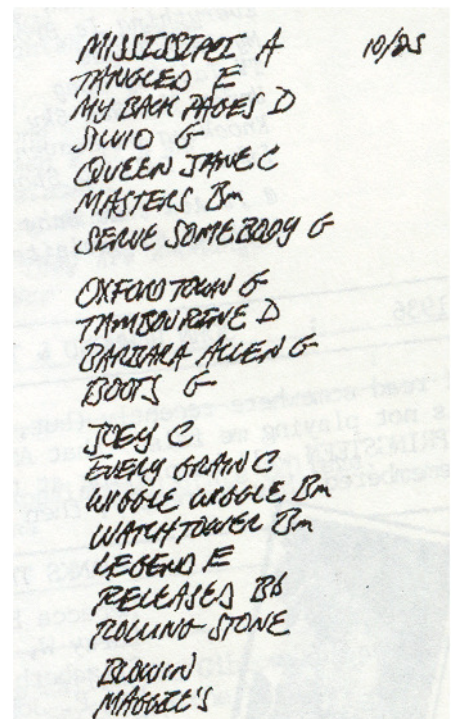 MISSISSIPPI A 10/25
TANGLED E
MY BACK PAGES D
SILVIO G
QUEEN JANE C
MASTERS Bm
SERVE SOMEBODY G
OXFORD TOWN G
TAMBOURINE D
BARBARA ALLEN G
BOOTS G
JOEY C
EVERY GRAIN C
WIGGLE WIGGLE Bm
WATCHTOWER Bm
LEGEND E
RELEASED Bb
ROLLING STONE
BLOWIN
MAGGIE'S